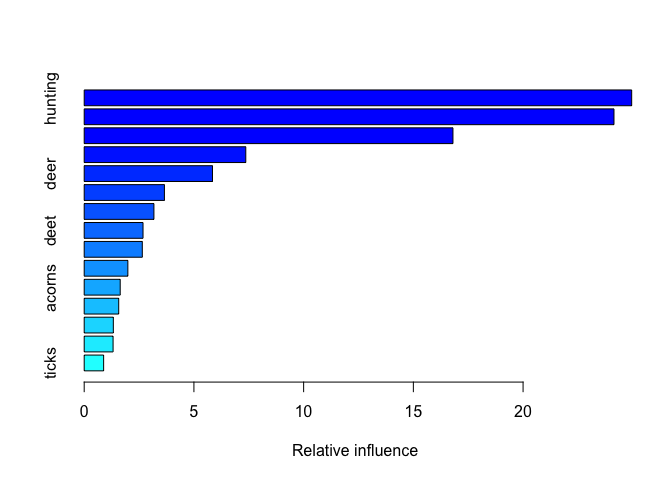 hunting
deer
deet
acorns
ticks
0 5 10 15 20
Relative influence